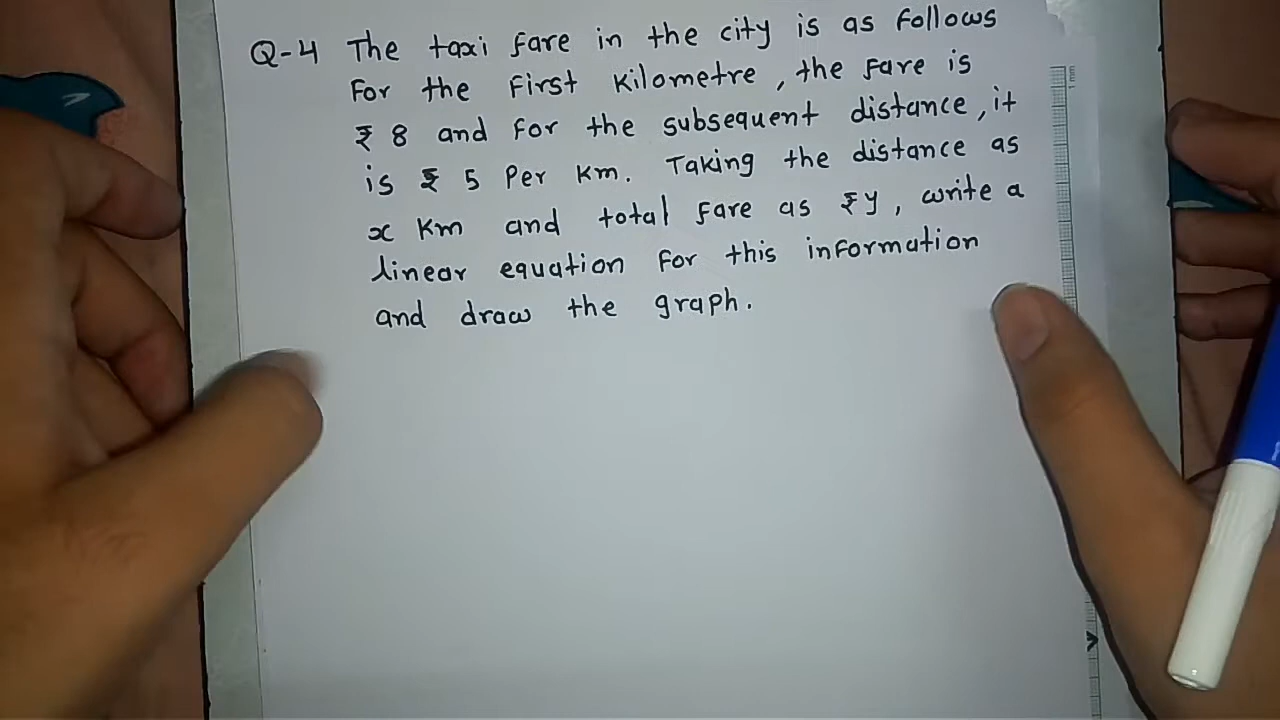 Q-4 The taxi fare in the city is as follows
For the first kilometre, the fare is
₹ 8 and for the subsequent distance, it
is ₹ 5 Per Km. Taking the distance as
x Km and total fare as ₹y, write a
linear equation for this information
and draw the graph.